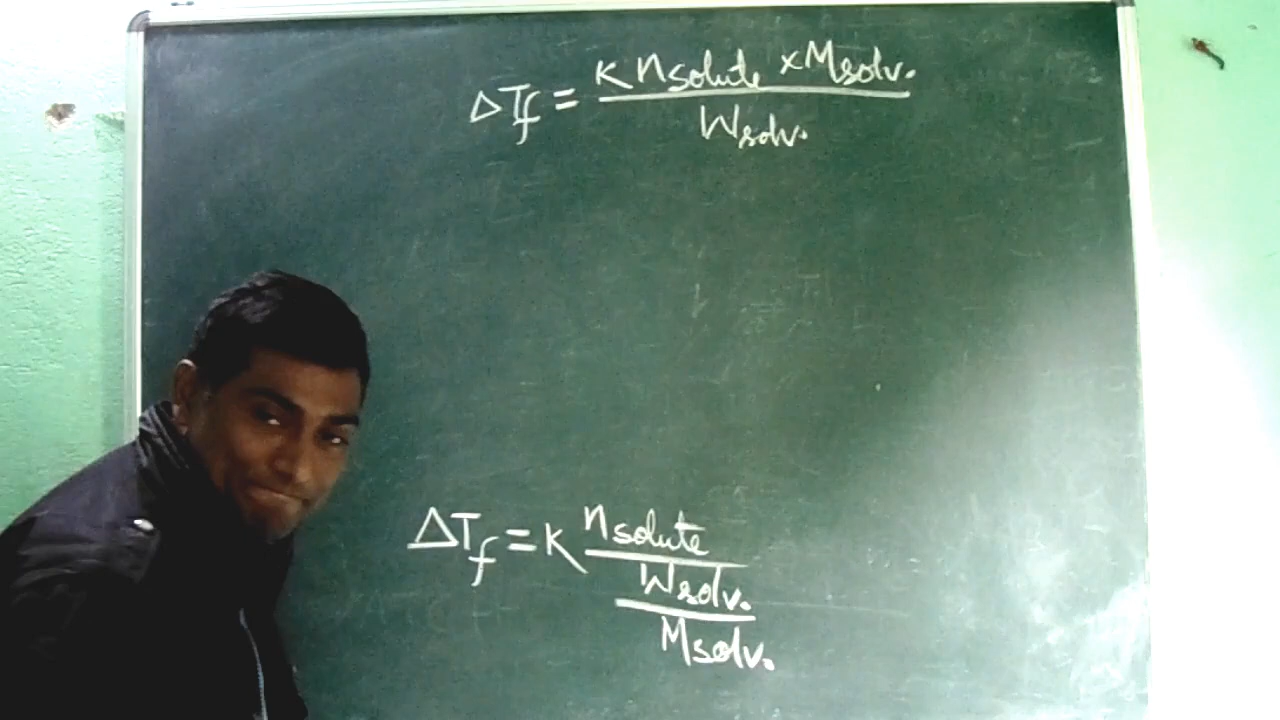 ΔTf = K nsolute × Msolv.
Wsolv.
ΔTf = K nsolute
Wsolv.
Msolv.